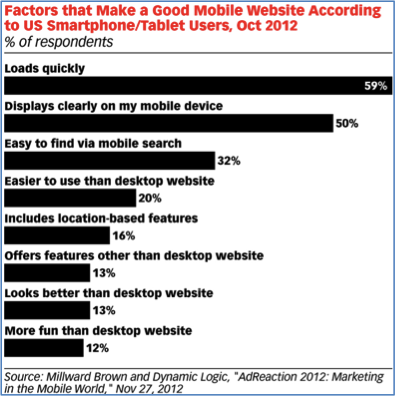 Factors that Make a Good Mobile Website According
to US Smartphone/Tablet Users, Oct 2012
% of respondents
Loads quickly
59%
Displays clearly on my mobile device
50%
Easy to find via mobile search
32%
Easier to use than desktop website
20%
Includes location-based features
16%
Offers features other than desktop website
13%
Looks better than desktop website
13%
More fun than desktop website
12%
Source: Millward Brown and Dynamic Logic, "AdReaction 2012: Marketing
in the Mobile World," Nov 27, 2012